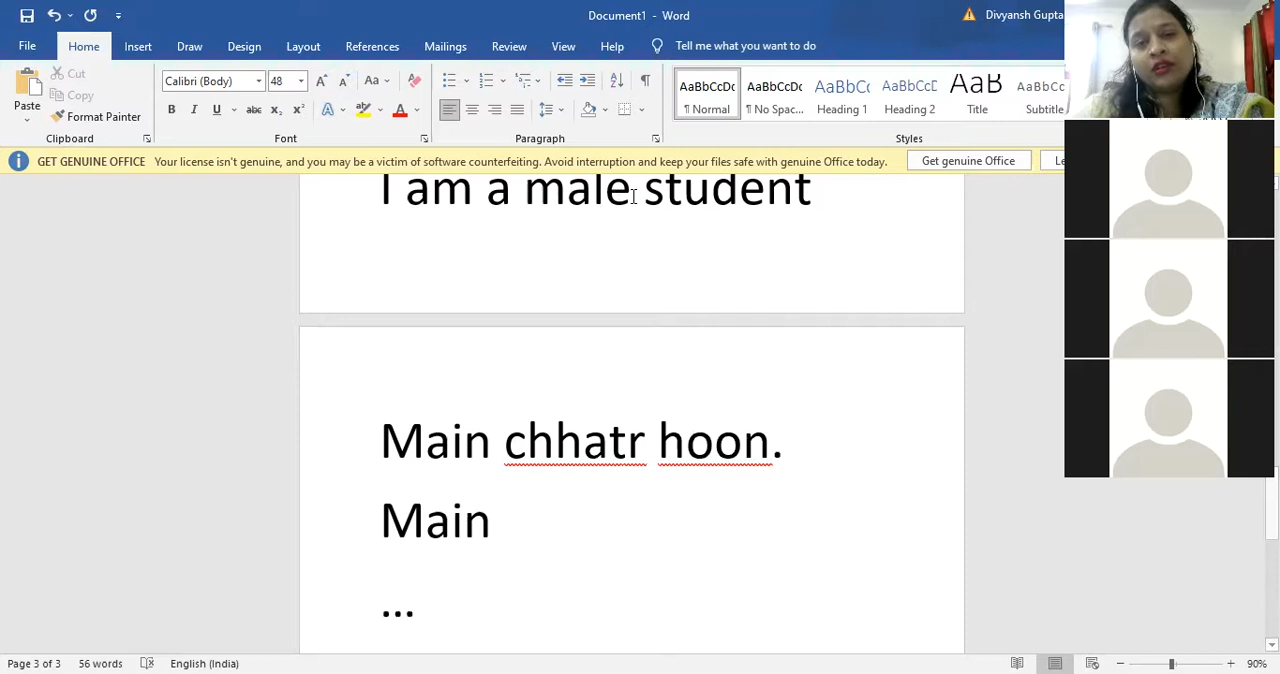 Document1 - Word
Divyansh Gupta
File Home Insert Draw Design Layout References Mailings Review View Help Tell me what you want to do
Paste
Cut
Copy
Format Painter
Clipboard
Calibri (Body) 48
Font
Paragraph
AaBbCcDc AaBbCcDc AaBbCc AaBbCcD AaB AaBbCc
¶ Normal ¶ No Spac... Heading 1 Heading 2 Title Subtitle
Styles
GET GENUINE OFFICE Your license isn't genuine, and you may be a victim of software counterfeiting. Avoid interruption and keep your files safe with genuine Office today. Get genuine Office
I am a male student
Main chhatr hoon.
Main
...
Page 3 of 3 56 words English (India) 90%